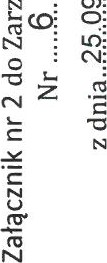 Załącznik nr 2 do Zarz
Nr ......6....
z dnia..25.09